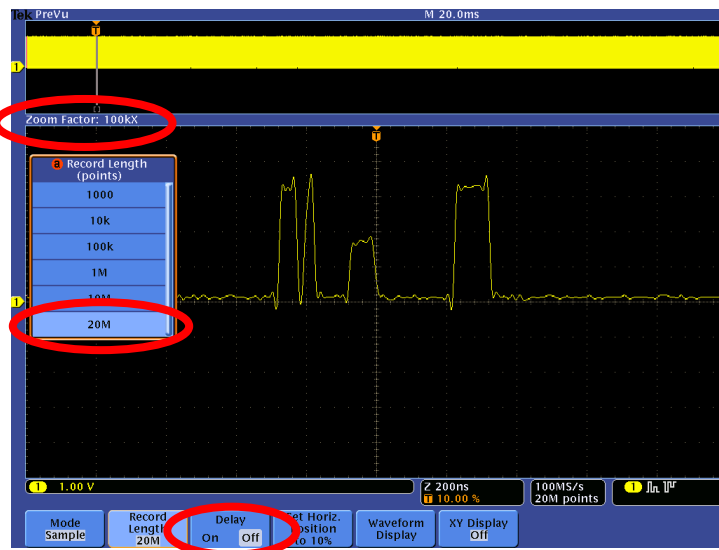 Tek PreVu
M 20.0ms
T
1
Zoom Factor: 100kX
T
a Record Length
(points)
1000
10k
100k
1M
10M
20M
1
1 1.00 V
Z 200ns
T 10.00 %
100MS/s
20M points
1
Mode
Sample
Record
Length
20M
Delay
On Off
Set Horiz.
Position
to 10%
Waveform
Display
XY Display
Off